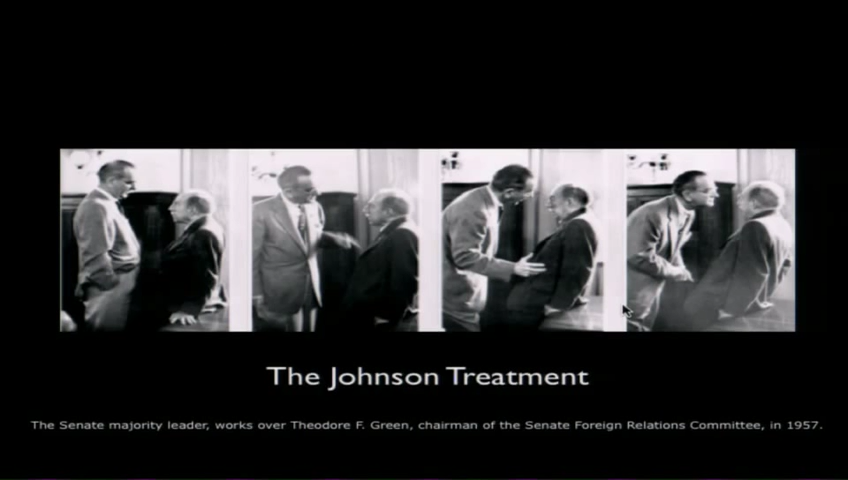 The Johnson Treatment
The Senate majority leader, works over Theodore F. Green, chairman of the Senate Foreign Relations Committee, in 1957.